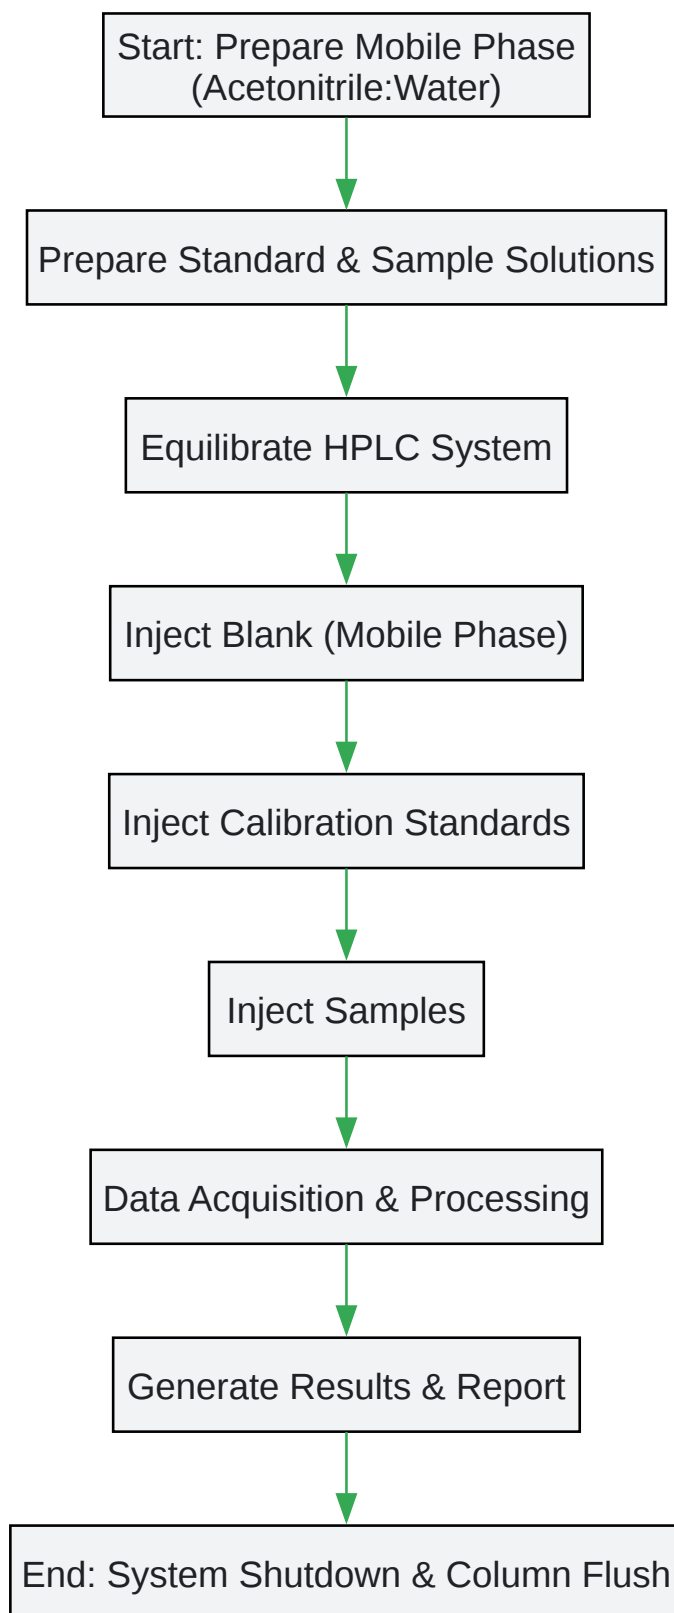 Start: Prepare Mobile Phase
(Acetonitrile:Water)
Prepare Standard & Sample Solutions
Equilibrate HPLC System
Inject Blank (Mobile Phase)
Inject Calibration Standards
Inject Samples
Data Acquisition & Processing
Generate Results & Report
End: System Shutdown & Column Flush